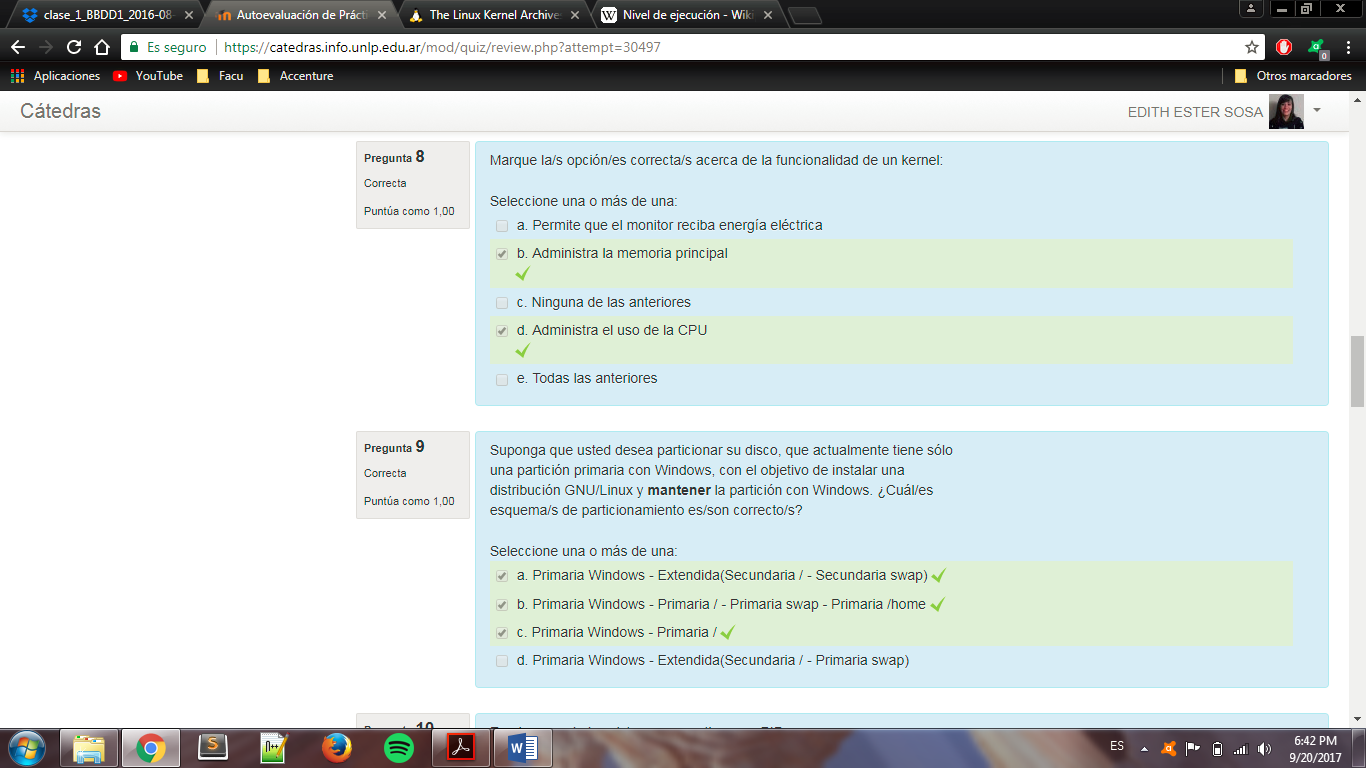 clase_1_BBDD1_2016-08-
Autoevaluación de Prácti
The Linux Kernel Archive
Nivel de ejecución - Wiki
Es seguro
https://catedras.info.unlp.edu.ar/mod/quiz/review.php?attempt=30497
0
Aplicaciones
YouTube
Facu
Accenture
Otros marcadores
Cátedras
EDITH ESTER SOSA
Pregunta 8
Correcta
Puntúa como 1,00
Marque la/s opción/es correcta/s acerca de la funcionalidad de un kernel:
Seleccione una o más de una:
a. Permite que el monitor reciba energía eléctrica
b. Administra la memoria principal
c. Ninguna de las anteriores
d. Administra el uso de la CPU
e. Todas las anteriores
Pregunta 9
Correcta
Puntúa como 1,00
Suponga que usted desea particionar su disco, que actualmente tiene sólo
una partición primaria con Windows, con el objetivo de instalar una
distribución GNU/Linux y mantener la partición con Windows. ¿Cuál/es
esquema/s de particionamiento es/son correcto/s?
Seleccione una o más de una:
a. Primaria Windows - Extendida(Secundaria / - Secundaria swap)
b. Primaria Windows - Primaria / - Primaria swap - Primaria /home
c. Primaria Windows - Primaria /
d. Primaria Windows - Extendida(Secundaria / - Primaria swap)
Pregunta 10
ES
6:42 PM
9/20/2017